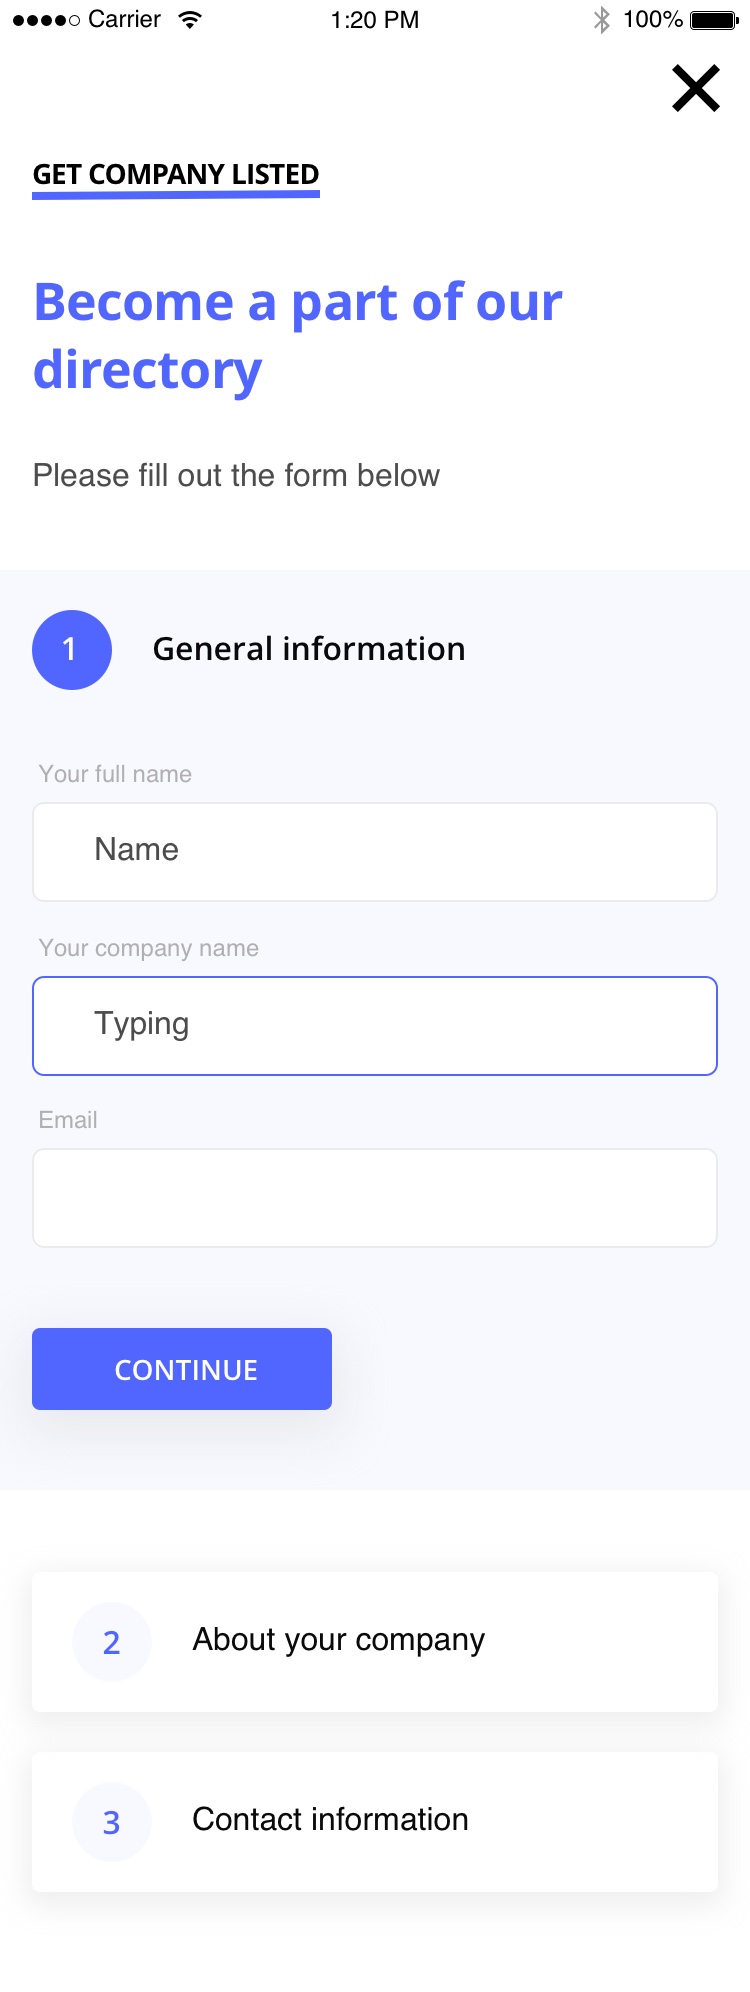 Carrier 1:20 PM 100%
GET COMPANY LISTED
Become a part of our
directory
Please fill out the form below
1 General information
Your full name
Name
Your company name
Typing
Email
CONTINUE
2 About your company
3 Contact information